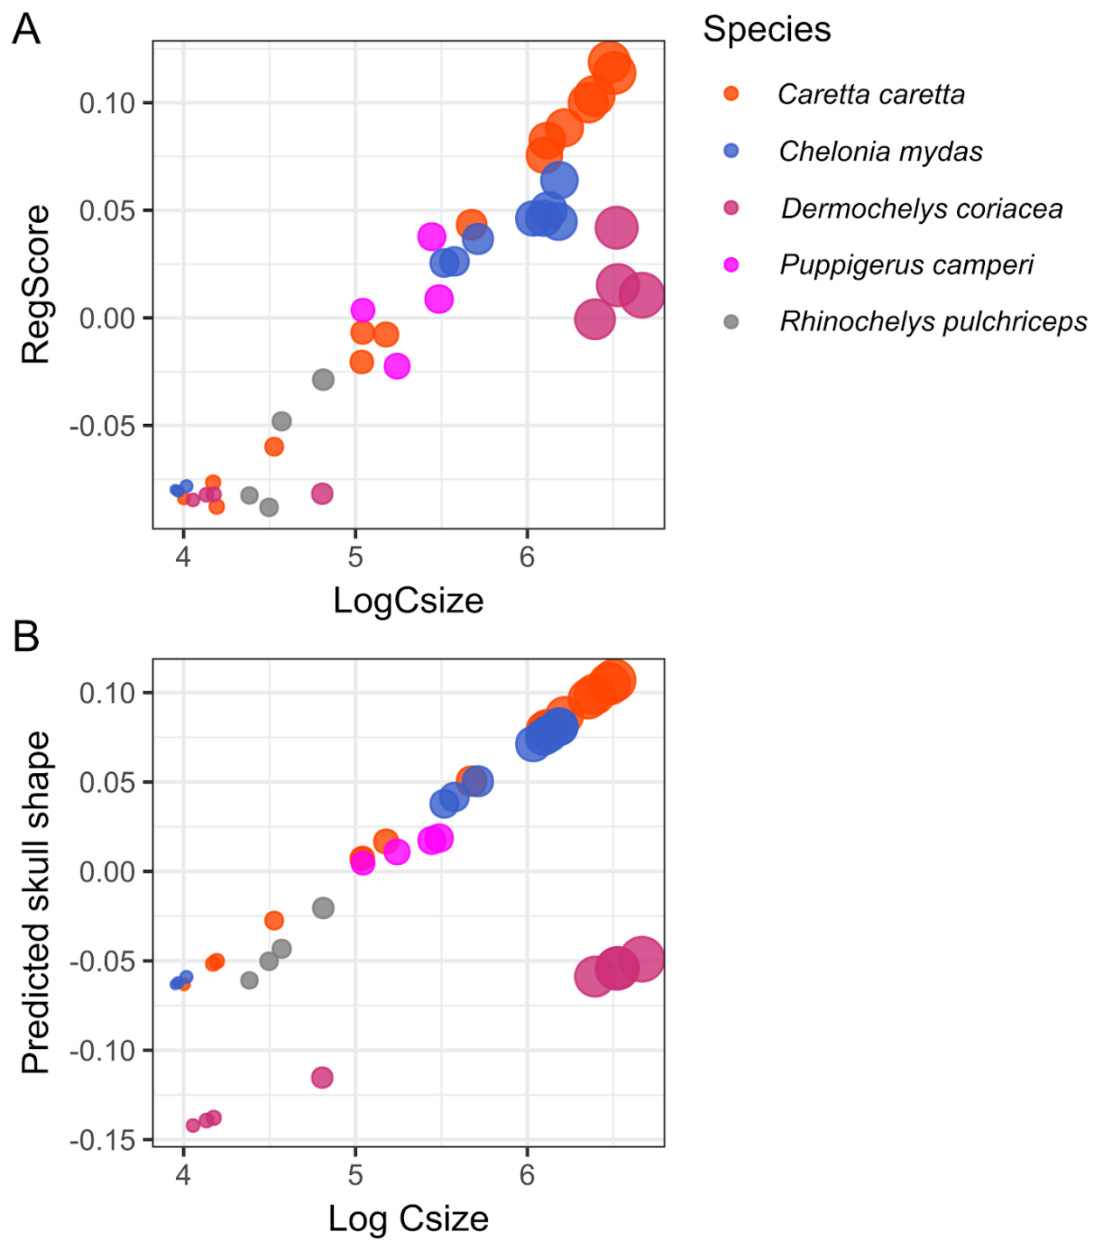 A
Species
Caretta caretta
Chelonia mydas
Dermochelys coriacea
Puppigerus camperi
Rhinochelys pulchriceps
RegScore
0.10
0.05
0.00
-0.05
4 5 6
LogCsize
B
Predicted skull shape
0.10
0.05
0.00
-0.05
-0.10
-0.15
4 5 6
Log Csize